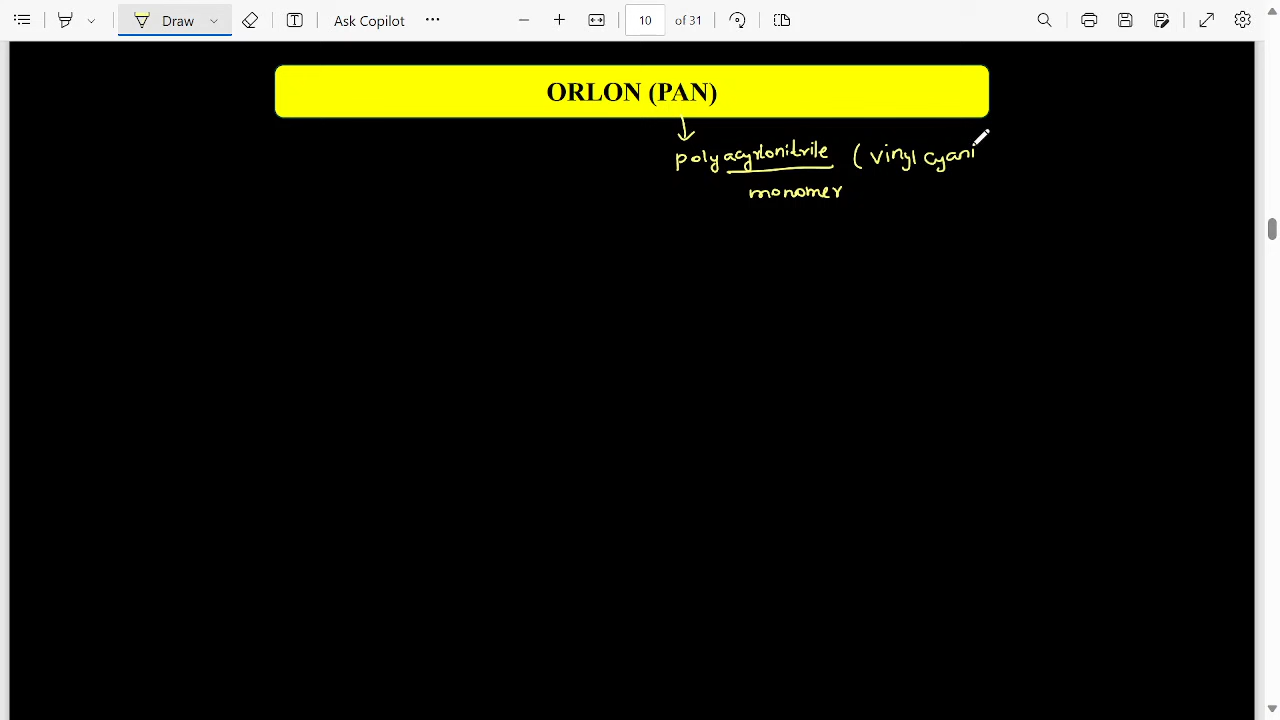 Draw
Ask Copilot
10 of 31
ORLON (PAN)
polyacrylonitrile (vinyl cyani
monomer